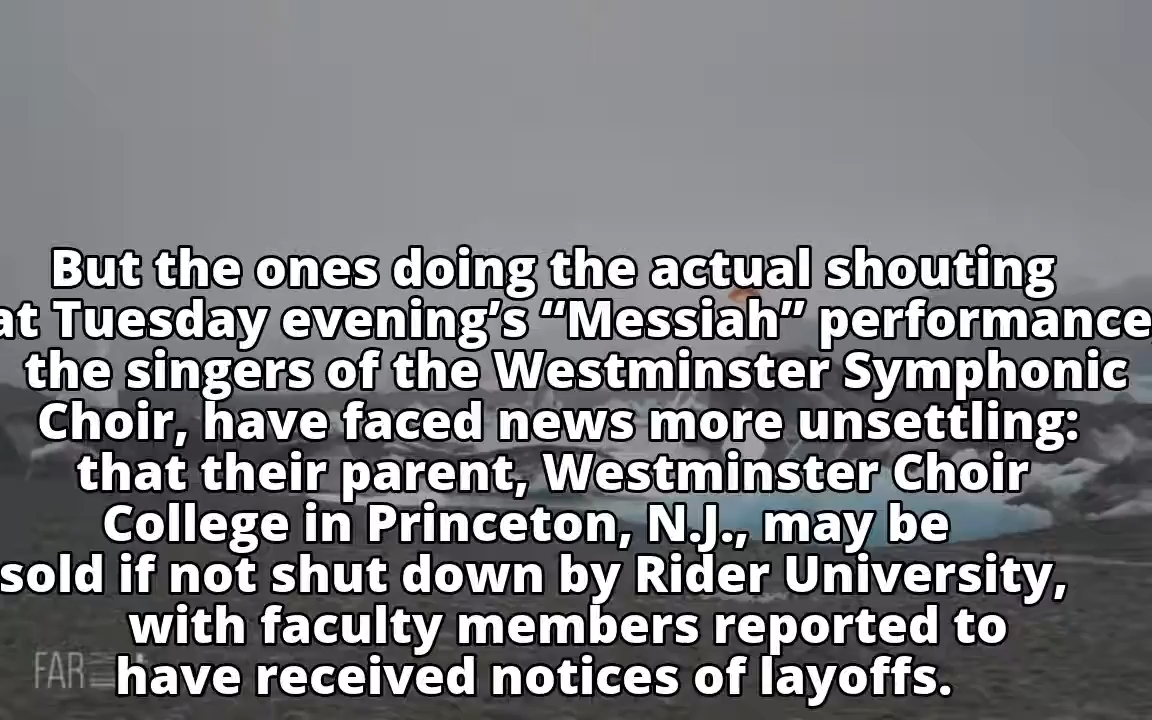 But the ones doing the actual shouting
at Tuesday evening’s “Messiah” performance,
the singers of the Westminster Symphonic
Choir, have faced news more unsettling:
that their parent, Westminster Choir
College in Princeton, N.J., may be
sold if not shut down by Rider University,
with faculty members reported to
have received notices of layoffs.
FAR